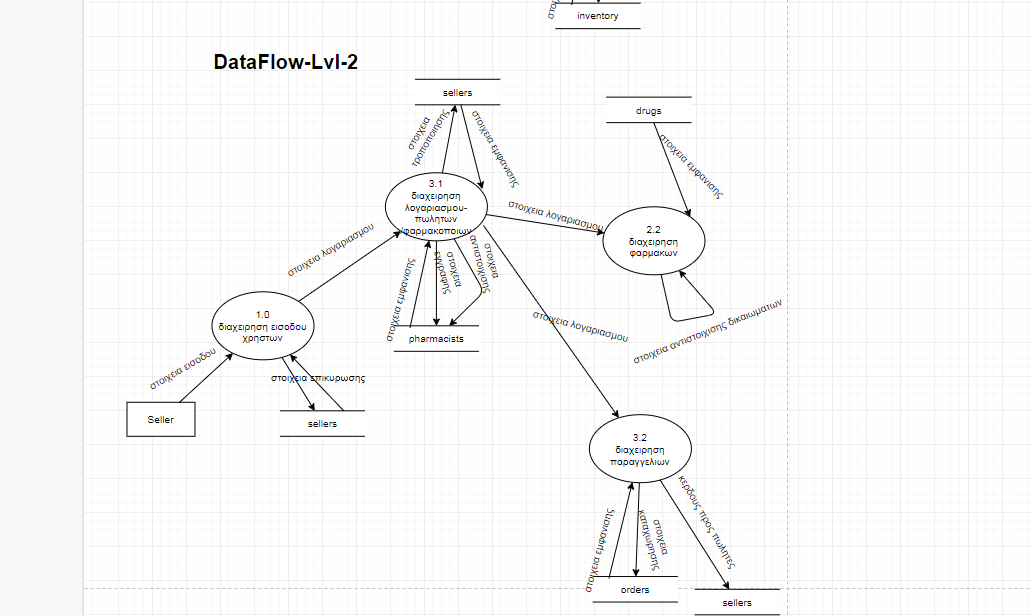 inventory
DataFlow-Lvl-2
sellers
drugs
στοιχεια
τροποποιησης
στοιχεια εμφανισης
στοιχεια εμφανισης
3.1
διαχειρηση
λογαριασμου-
πωλητων
/φαρμακοποιων
στοιχεια λογαριασμου
2.2
διαχειρηση
φαρμακων
στοιχεια λογαριασμου
στοιχεια εμφανισης
στοιχεια
εγγραφης
στοιχεια
αντιστοιχισης
1.0
διαχειρηση εισοδου
χρηστων
pharmacists
στοιχεια λογαριασμου
στοιχεια αντιστοιχισης δικαιωματων
στοιχεια εισοδου
στοιχεια επικυρωσης
Seller
sellers
3.2
διαχειρηση
παραγγελιων
στοιχεια εμφανισης
στοιχεια
καταχωρησης
κερδους προς πωλητες
orders
sellers